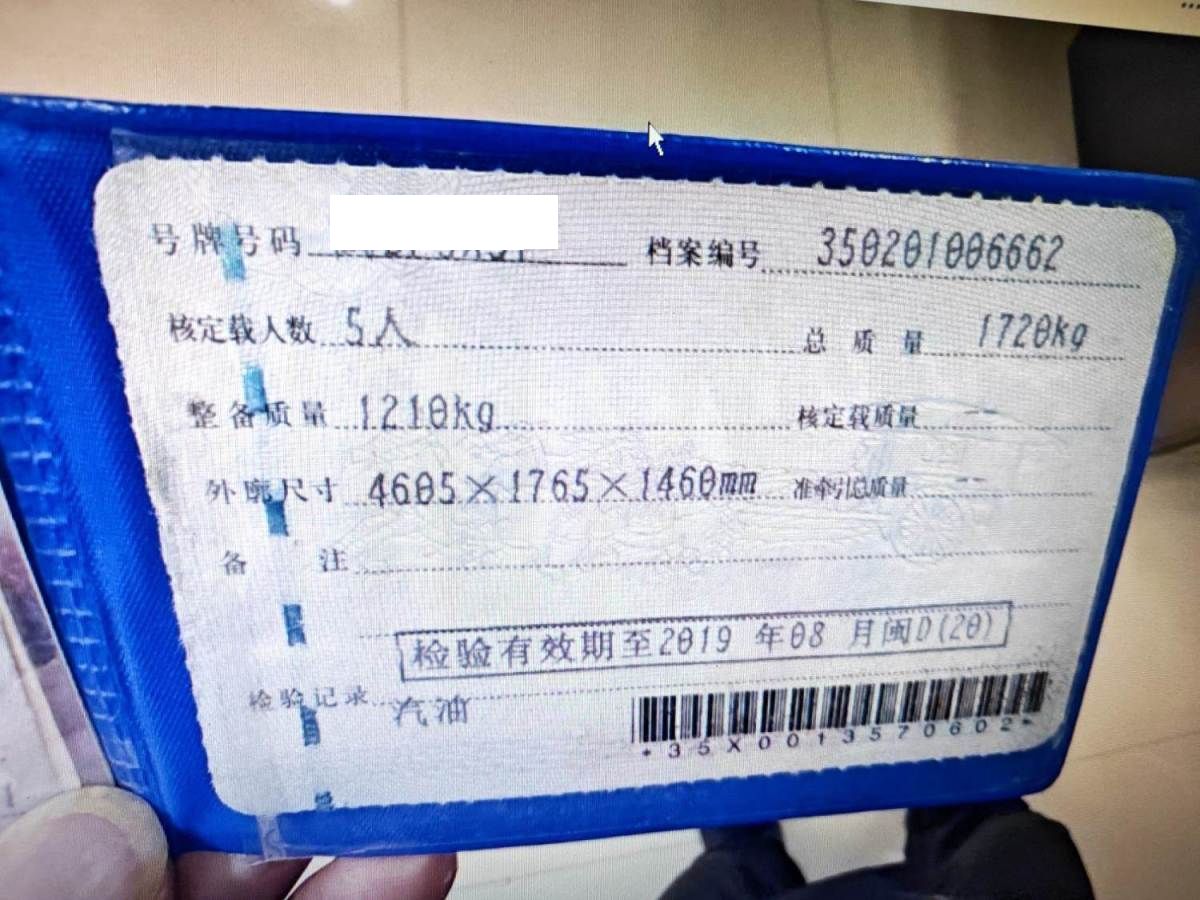 号牌号码 档案编号 350201006662
核定载人数 5人 总质量 1720kg
整备质量 1210kg 核定载质量 --
外廓尺寸 4605×1765×1460mm 准牵引总质量 --
备注
检验有效期至2019 年08 月闽D(20)
检验记录 汽油
*35X0013570602*